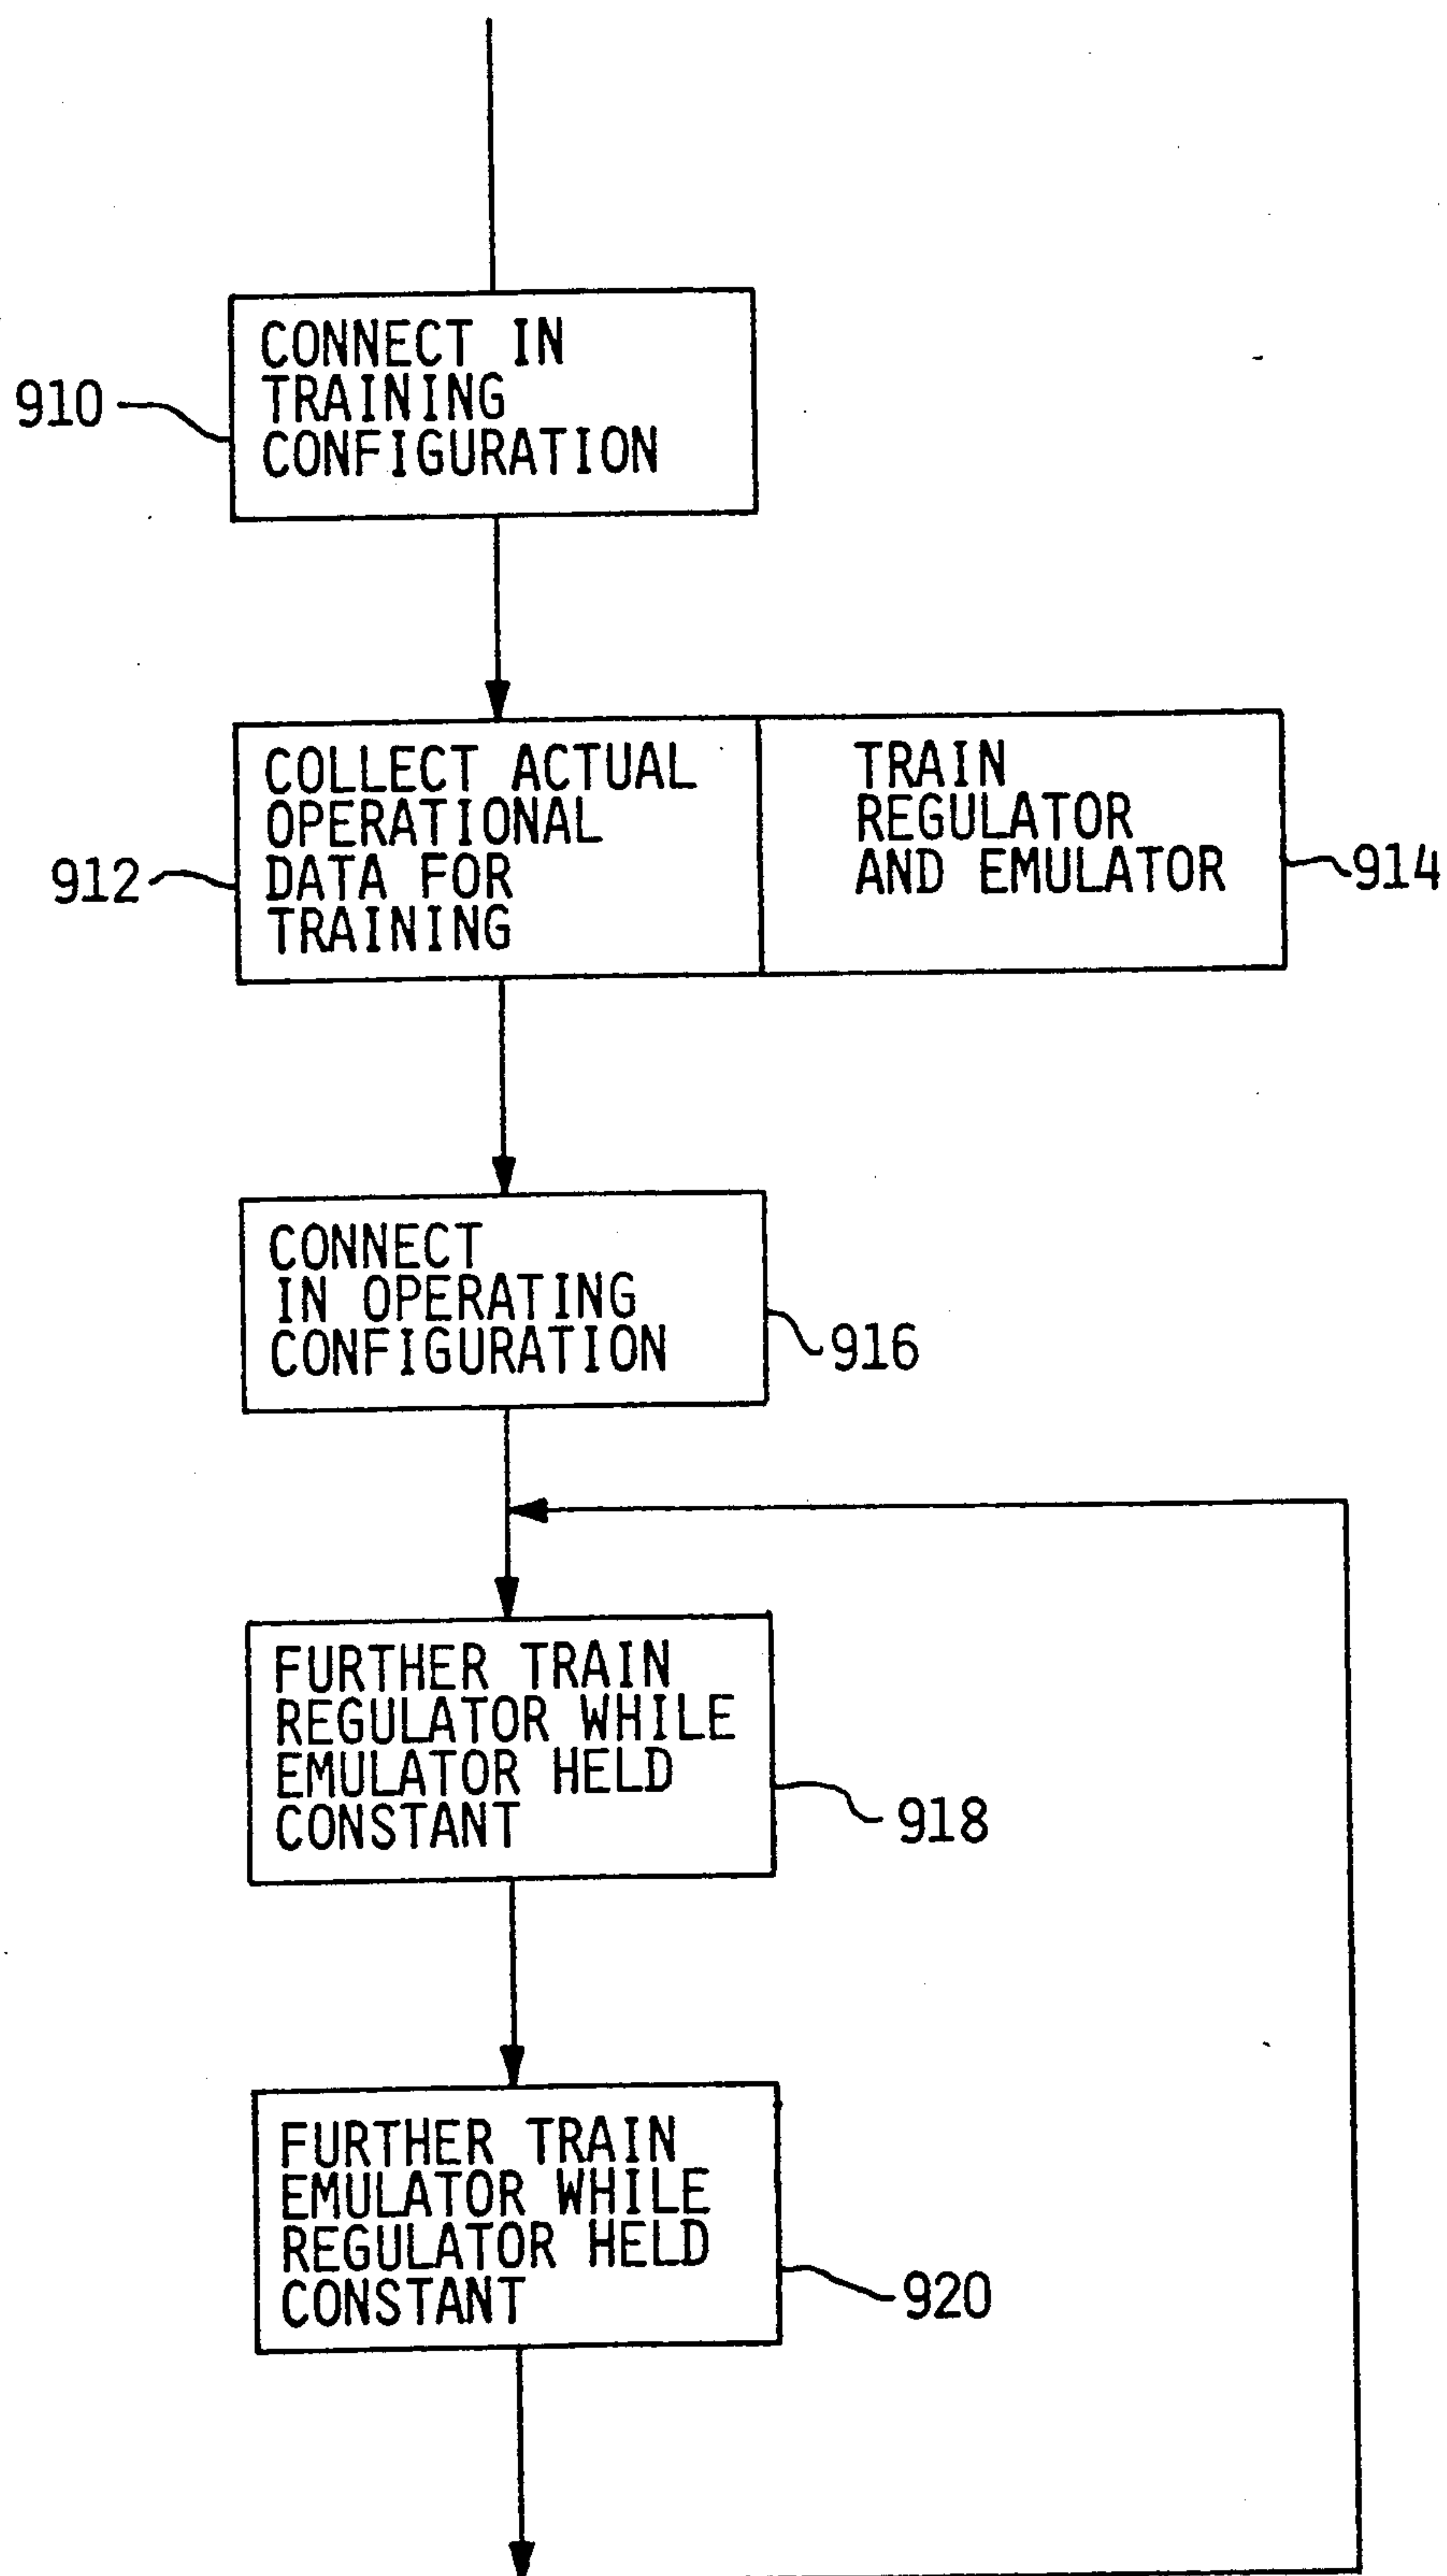 CONNECT IN
TRAINING
CONFIGURATION
910
COLLECT ACTUAL
OPERATIONAL
DATA FOR
TRAINING
912
TRAIN
REGULATOR
AND EMULATOR
914
CONNECT
IN OPERATING
CONFIGURATION
916
FURTHER TRAIN
REGULATOR WHILE
EMULATOR HELD
CONSTANT
918
FURTHER TRAIN
EMULATOR WHILE
REGULATOR HELD
CONSTANT
920